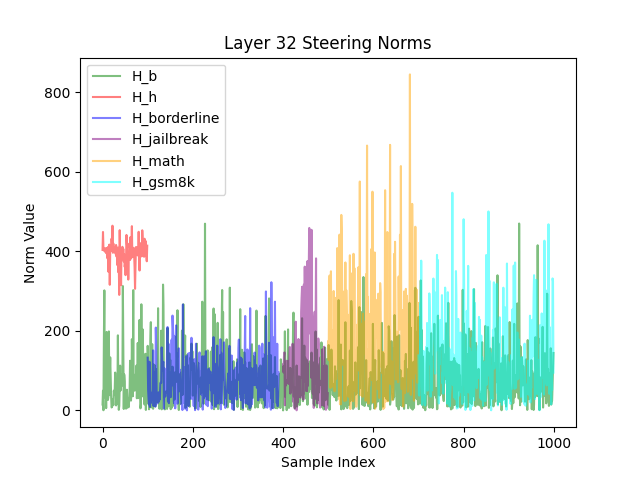 Layer 32 Steering Norms
H_b
H_h
H_borderline
H_jailbreak
H_math
H_gsm8k
Norm Value
800
600
400
200
0
0 200 400 600 800 1000
Sample Index